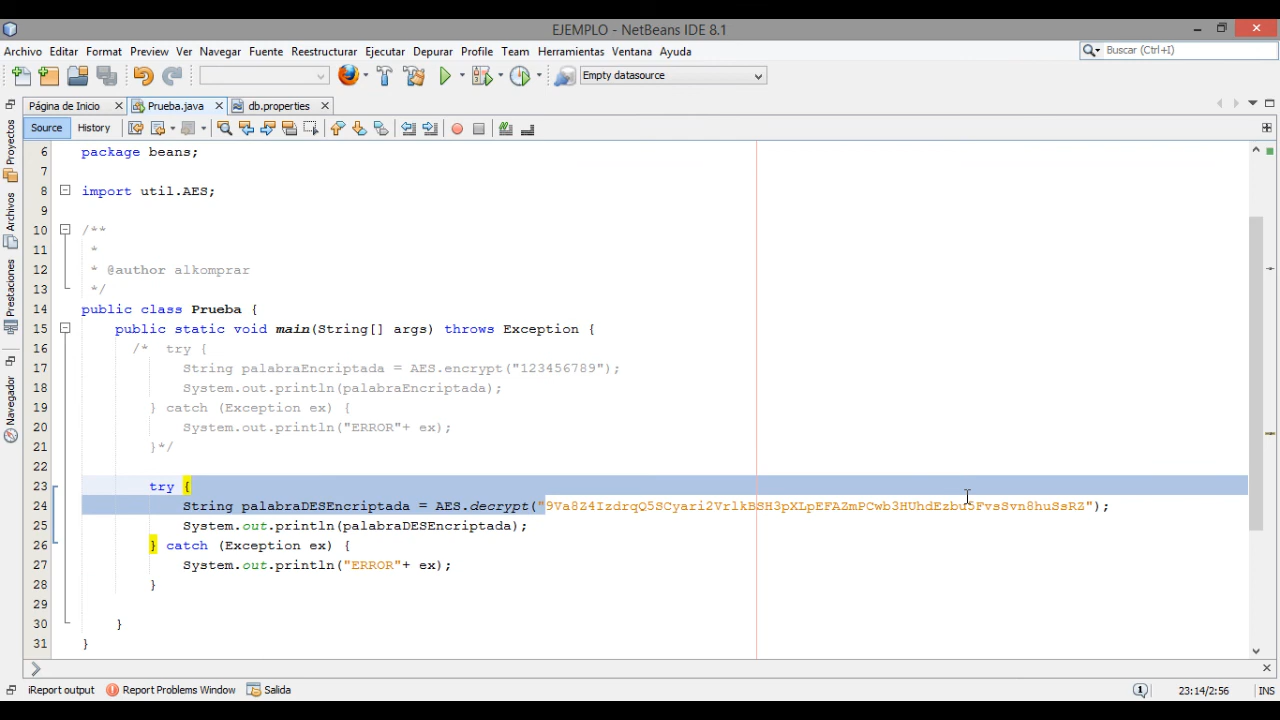 EJEMPLO - NetBeans IDE 8.1
Archivo Editar Format Preview Ver Navegar Fuente Reestructurar Ejecutar Depurar Profile Team Herramientas Ventana Ayuda
Buscar (Ctrl+I)
Empty datasource
Página de Inicio Prueba.java db.properties
Source History
Proyectos
Archivos
Prestaciones
Navegador
6 package beans;
7
8 import util.AES;
9
10 /**
11 *
12 * @author alkomprar
13 */
14 public class Prueba {
15 public static void main(String[] args) throws Exception {
16 /* try {
17 String palabraEncriptada = AES.encrypt("123456789");
18 System.out.println(palabraEncriptada);
19 } catch (Exception ex) {
20 System.out.println("ERROR"+ ex);
21 }*/
22
23 try {
24 String palabraDESEncriptada = AES.decrypt("9Va8Z4IzdrqQ5SCyari2VrlkBSH3pXLpEFAZmPCwb3HUhdEzbu5FvsSvn8huSsRZ");
25 System.out.println(palabraDESEncriptada);
26 } catch (Exception ex) {
27 System.out.println("ERROR"+ ex);
28 }
29
30 }
31 }
iReport output Report Problems Window Salida
1 23:14/2:56 INS